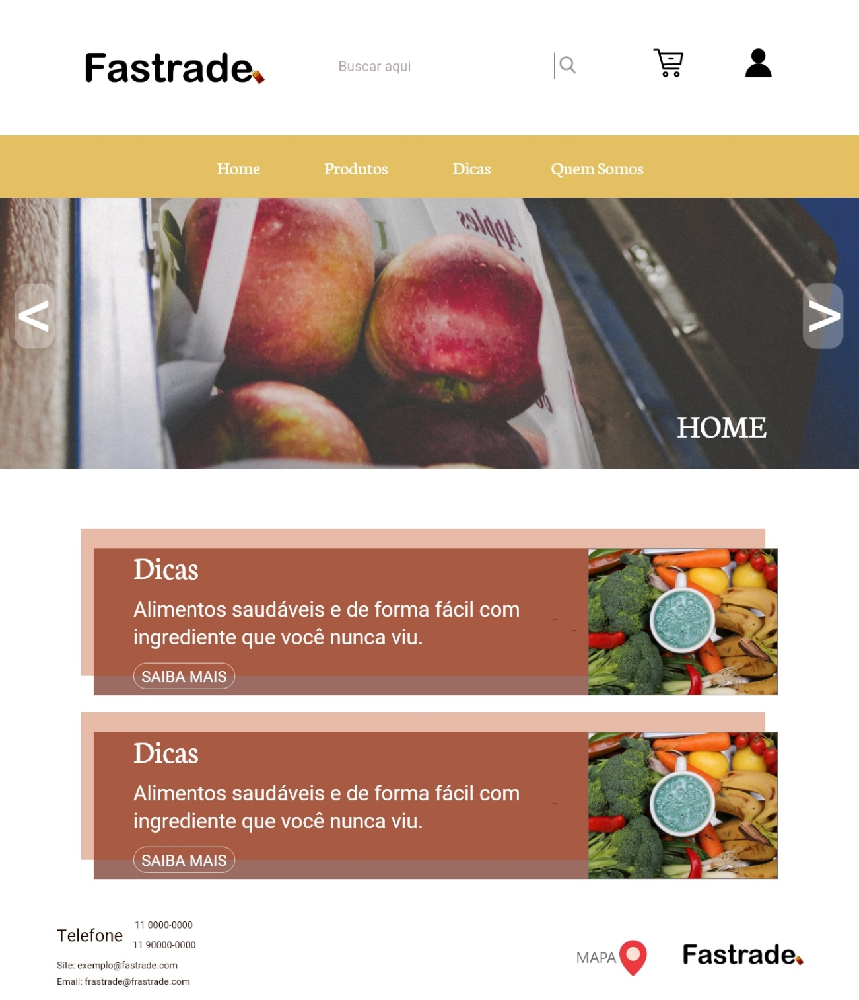 Fastrade
Buscar aqui
Home Produtos Dicas Quem Somos
Apples
<
>
HOME
Dicas
Alimentos saudáveis e de forma fácil com
ingrediente que você nunca viu.
SAIBA MAIS
Dicas
Alimentos saudáveis e de forma fácil com
ingrediente que você nunca viu.
SAIBA MAIS
Telefone
11 0000-0000
11 90000-0000
Site: exemplo@fastrade.com
Email: frastrade@frastrade.com
MAPA
Fastrade